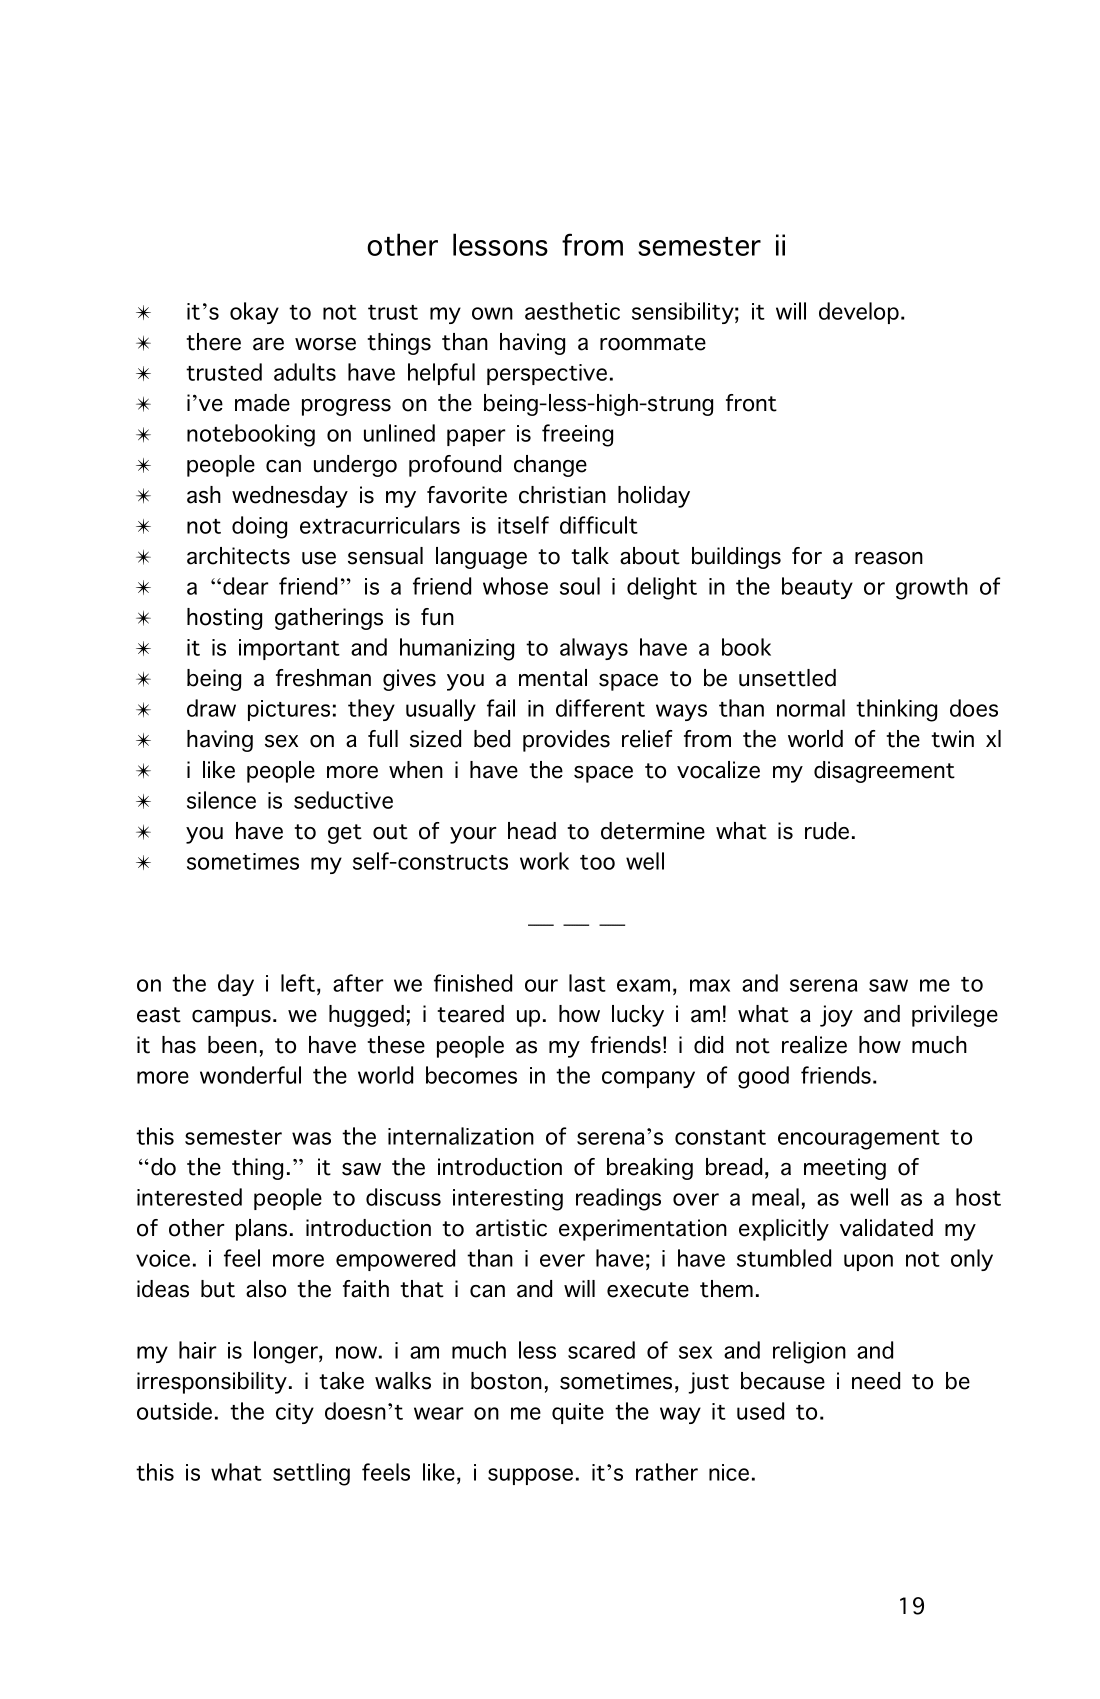 other lessons from semester ii
✴ it’s okay to not trust my own aesthetic sensibility; it will develop.
✴ there are worse things than having a roommate
✴ trusted adults have helpful perspective.
✴ i’ve made progress on the being-less-high-strung front
✴ notebooking on unlined paper is freeing
✴ people can undergo profound change
✴ ash wednesday is my favorite christian holiday
✴ not doing extracurriculars is itself difficult
✴ architects use sensual language to talk about buildings for a reason
✴ a “dear friend” is a friend whose soul i delight in the beauty or growth of
✴ hosting gatherings is fun
✴ it is important and humanizing to always have a book
✴ being a freshman gives you a mental space to be unsettled
✴ draw pictures: they usually fail in different ways than normal thinking does
✴ having sex on a full sized bed provides relief from the world of the twin xl
✴ i like people more when i have the space to vocalize my disagreement
✴ silence is seductive
✴ you have to get out of your head to determine what is rude.
✴ sometimes my self-constructs work too well
— — —
on the day i left, after we finished our last exam, max and serena saw me to
east campus. we hugged; i teared up. how lucky i am! what a joy and privilege
it has been, to have these people as my friends! i did not realize how much
more wonderful the world becomes in the company of good friends.
this semester was the internalization of serena’s constant encouragement to
“do the thing.” it saw the introduction of breaking bread, a meeting of
interested people to discuss interesting readings over a meal, as well as a host
of other plans. introduction to artistic experimentation explicitly validated my
voice. i feel more empowered than i ever have; i have stumbled upon not only
ideas but also the faith that i can and will execute them.
my hair is longer, now. i am much less scared of sex and religion and
irresponsibility. i take walks in boston, sometimes, just because i need to be
outside. the city doesn’t wear on me quite the way it used to.
this is what settling feels like, i suppose. it’s rather nice.
19